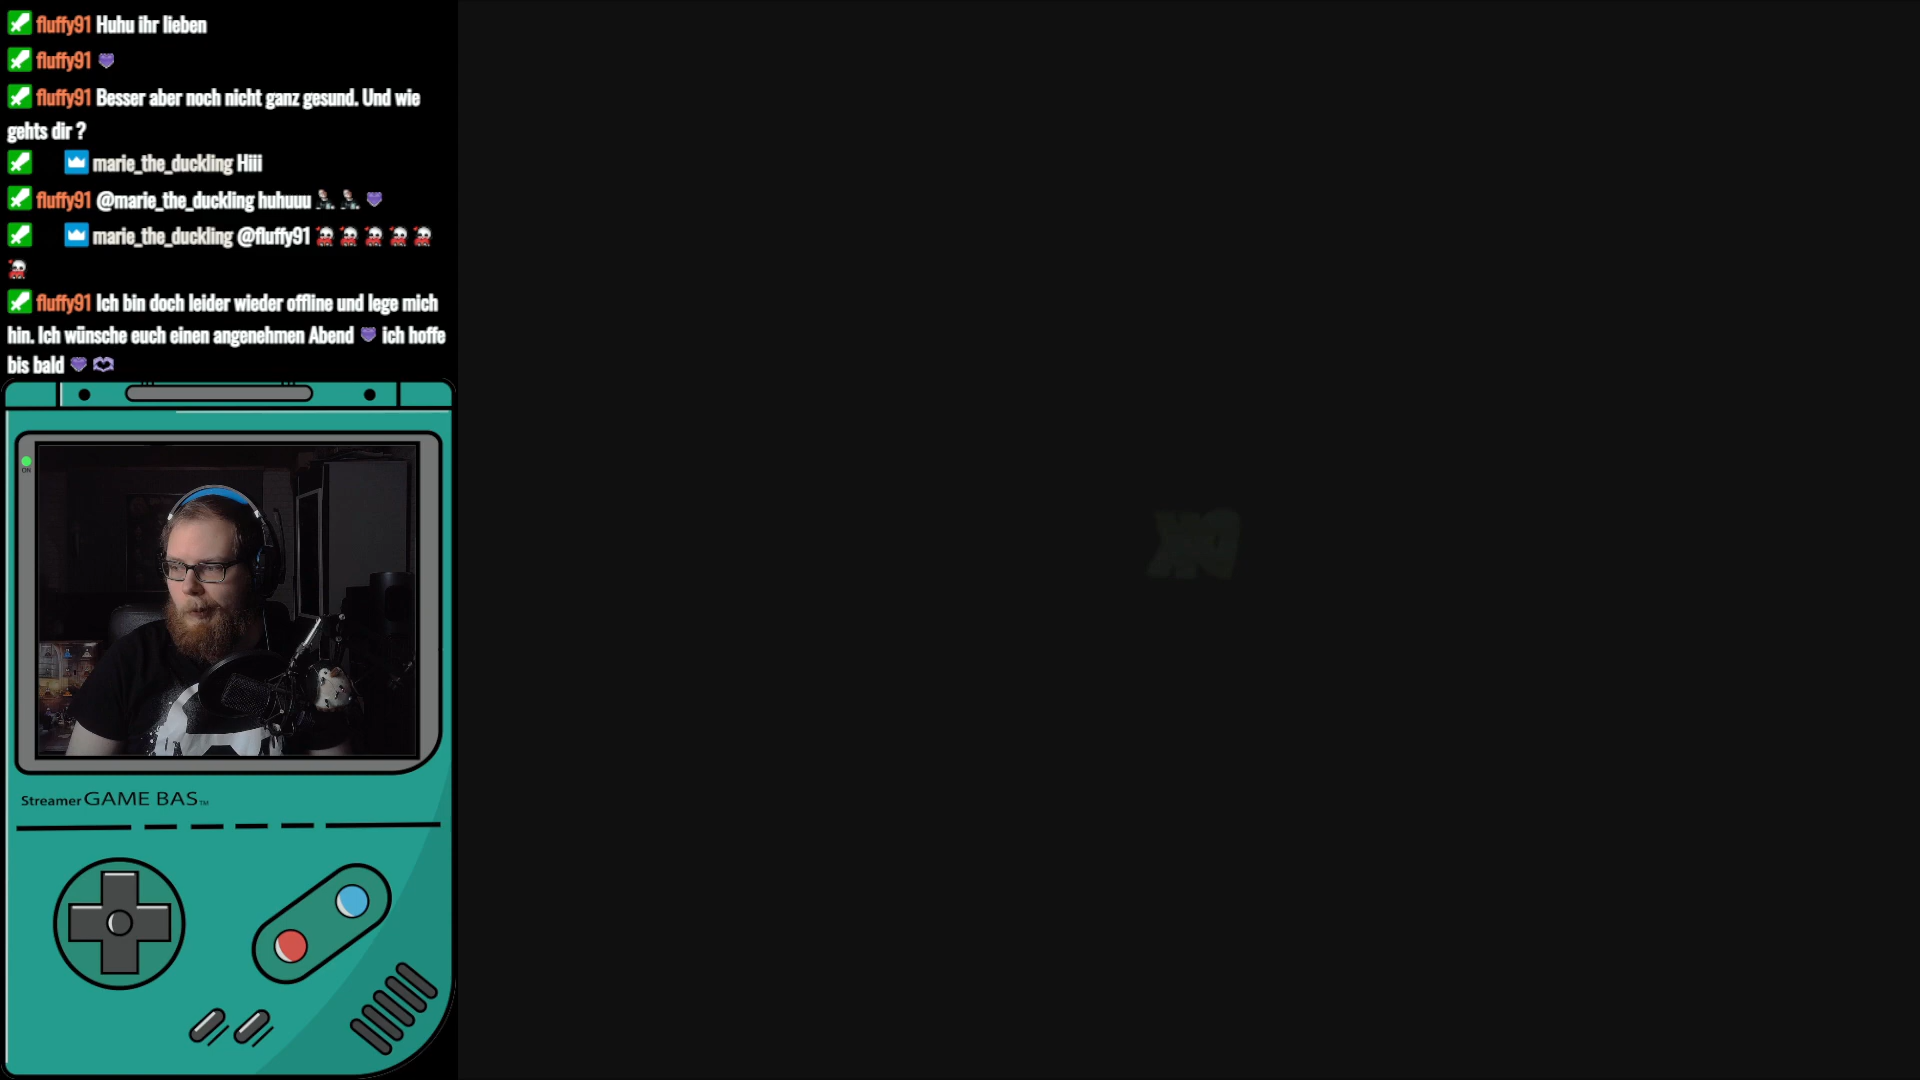 fluffy91 Huhu ihr lieben
fluffy91
fluffy91 Besser aber noch nicht ganz gesund. Und wie
gehts dir ?
marie_the_duckling Hiii
fluffy91 @marie_the_duckling huhuuu
marie_the_duckling @fluffy91
fluffy91 Ich bin doch leider wieder offline und lege mich
hin. Ich wünsche euch einen angenehmen Abend ich hoffe
bis bald
ON
Streamer GAME BAS TM